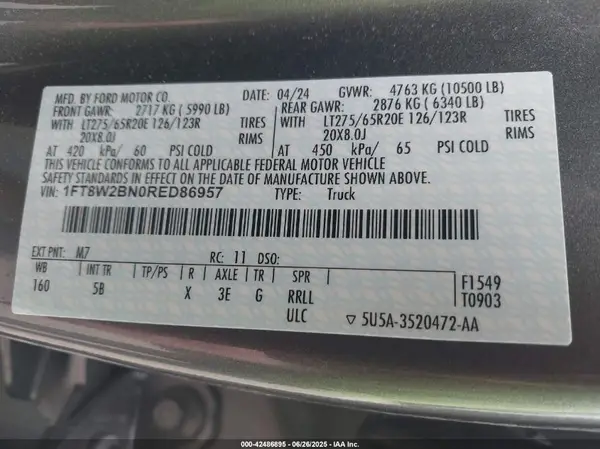 MFD. BY FORD MOTOR CO. DATE: 04/24 GVWR: 4763 KG (10500 LB)
FRONT GAWR: 2717 KG (5990 LB) REAR GAWR: 2876 KG (6340 LB)
WITH LT275/65R20E 126/123R TIRES WITH LT275/65R20E 126/123R TIRES
20X8.0J RIMS 20X8.0J RIMS
AT 420 kPa/ 60 PSI COLD AT 450 kPa/ 65 PSI COLD
THIS VEHICLE CONFORMS TO ALL APPLICABLE FEDERAL MOTOR VEHICLE
SAFETY STANDARDS IN EFFECT ON THE DATE OF MANUFACTURE SHOWN ABOVE.
VIN: 1FT8W2BN0RED86957 TYPE: Truck
EXT PNT: M7 RC: 11 DSO:
WB INT TR TP/PS R AXLE TR SPR F1549
160 5B X 3E G RRLL T0903
ULC ▽ 5U5A-3520472-AA
000-42486895 - 06/26/2025 - IAA Inc.